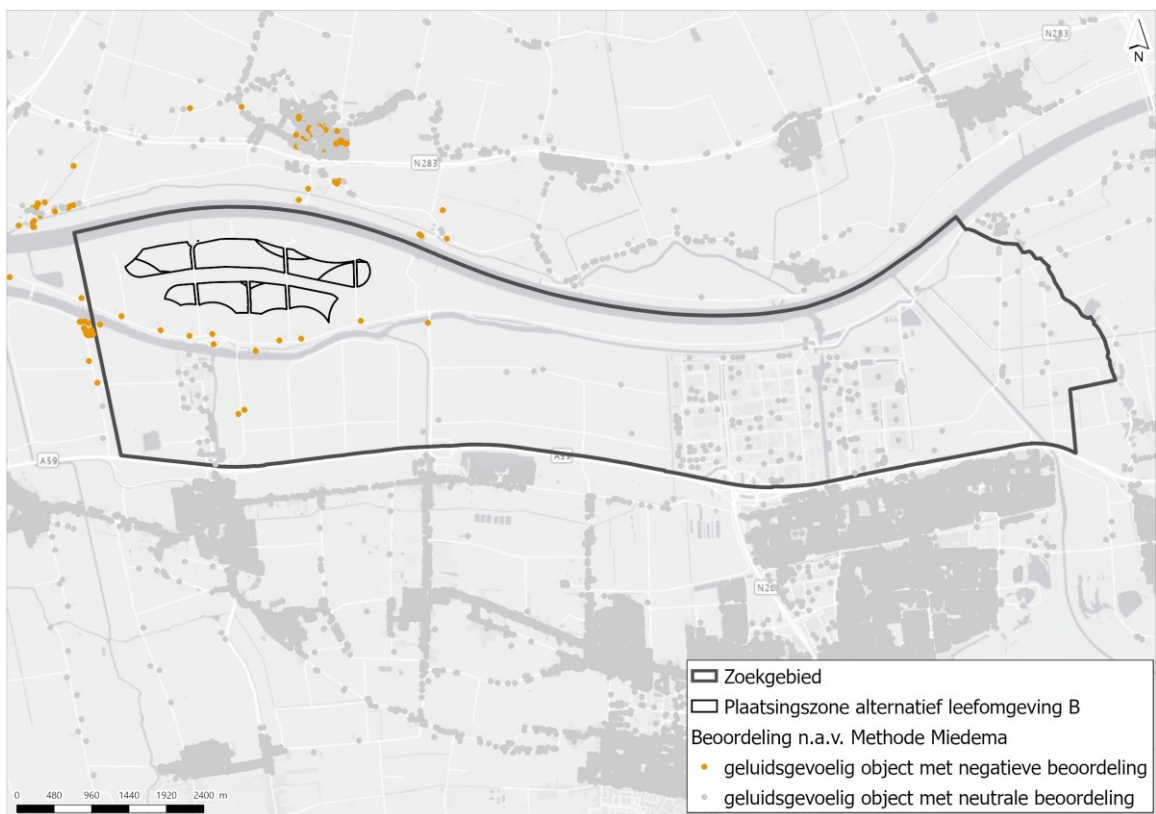 N283
N
N283
A59
A59
Zoekgebied
Plaatsingszone alternatief leefomgeving B
Beoordeling n.a.v. Methode Miedema
geluidsgevoelig object met negatieve beoordeling
geluidsgevoelig object met neutrale beoordeling
0 480 960 1440 1920 2400 m